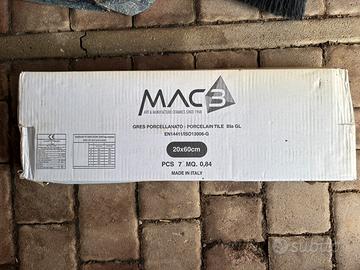 MAC3
ART & MANUFACTURE CERAMICS SINCE 1968
GRES PORCELLANATO - PORCELAIN TILE BIa GL
EN14411/ISO13006-G
20x60cm
PCS 7 MQ. 0,84
MADE IN ITALY
subito